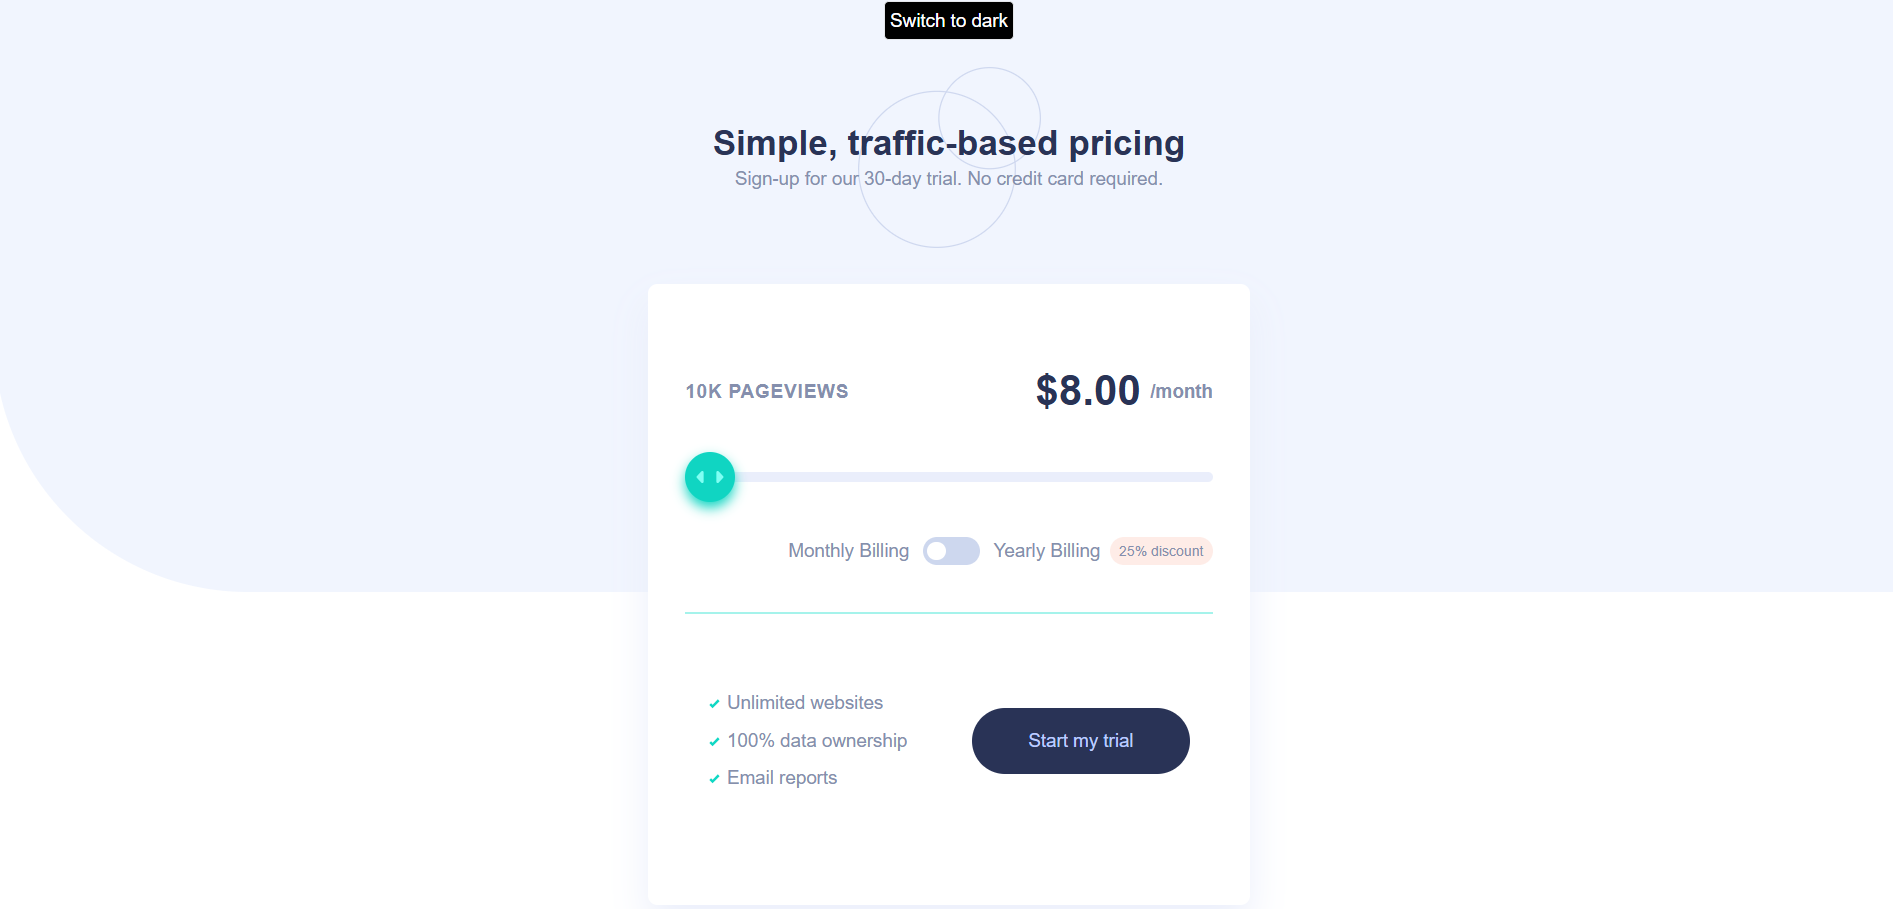 Switch to dark
Simple, traffic-based pricing
Sign-up for our 30-day trial. No credit card required.
10K PAGEVIEWS $8.00 /month
Monthly Billing Yearly Billing 25% discount
Unlimited websites
100% data ownership
Email reports
Start my trial